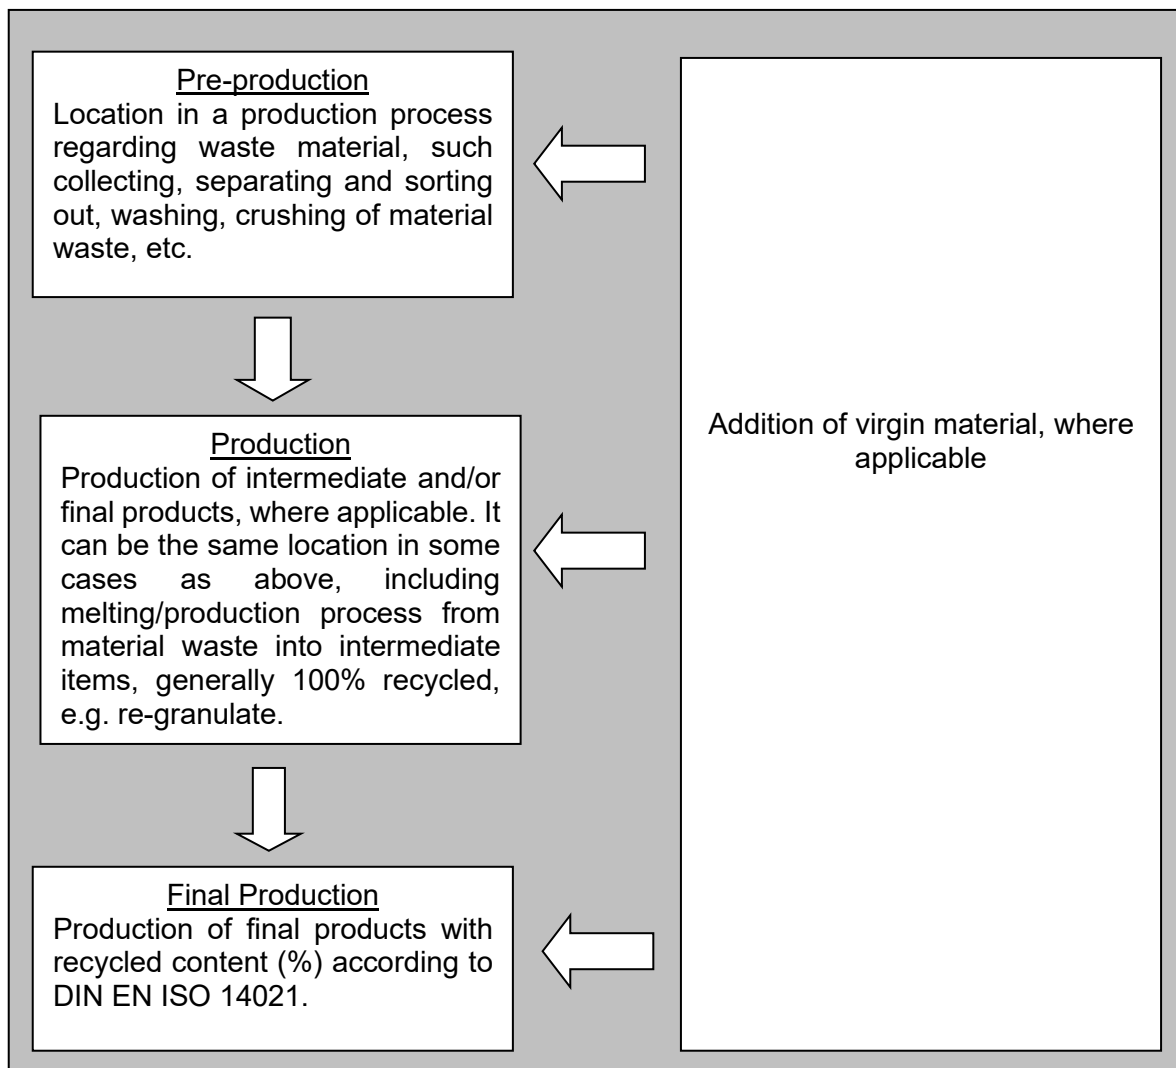 Pre-production
Location in a production process
regarding waste material, such
collecting, separating and sorting
out, washing, crushing of material
waste, etc.
Production
Production of intermediate and/or
final products, where applicable. It
can be the same location in some
cases as above, including
melting/production process from
material waste into intermediate
items, generally 100% recycled,
e.g. re-granulate.
Final Production
Production of final products with
recycled content (%) according to
DIN EN ISO 14021.
Addition of virgin material, where
applicable